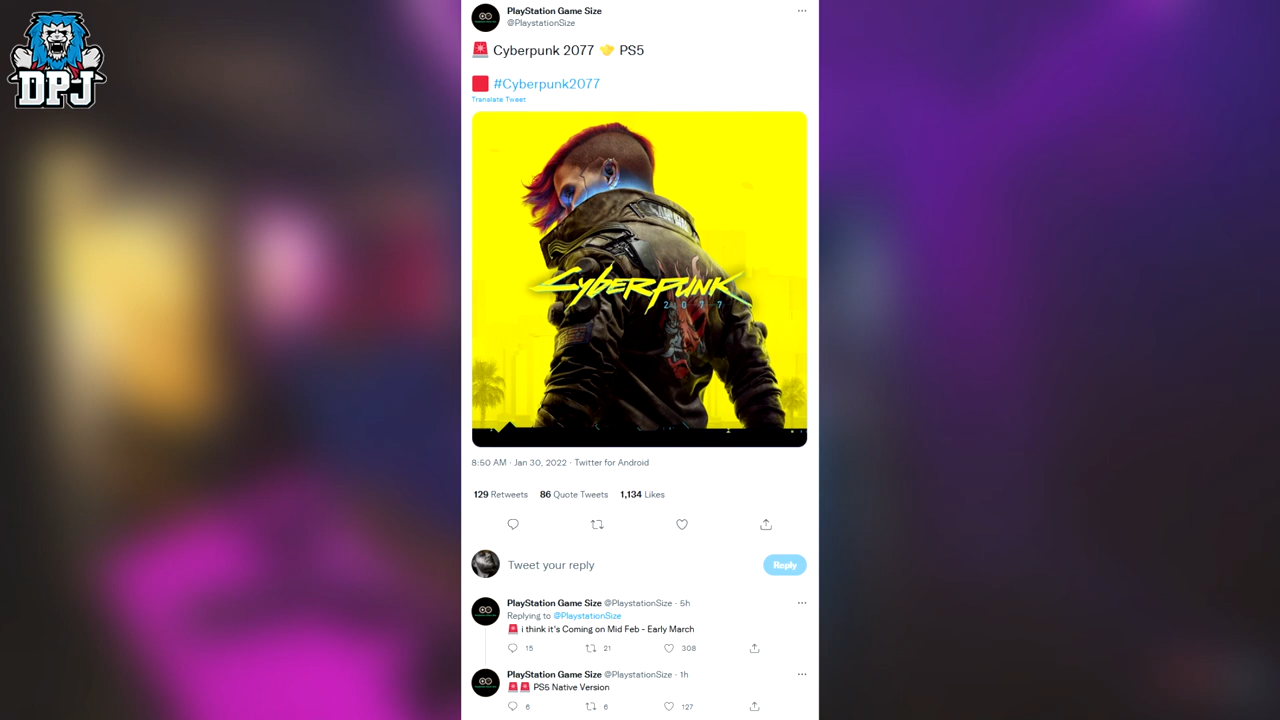 DPJ
PlayStation Game Size
@PlaystationSize
🚨 Cyberpunk 2077 🤝 PS5
🟥 #Cyberpunk2077
Translate Tweet
SAMURAI
Cyberpunk
2077
8:50 AM · Jan 30, 2022 · Twitter for Android
129 Retweets 86 Quote Tweets 1,134 Likes
Tweet your reply
Reply
PlayStation Game Size @PlaystationSize · 5h
Replying to @PlaystationSize
🚨 i think it's Coming on Mid Feb - Early March
15 21 308
PlayStation Game Size @PlaystationSize · 1h
🚨🚨 PS5 Native Version
6 6 127